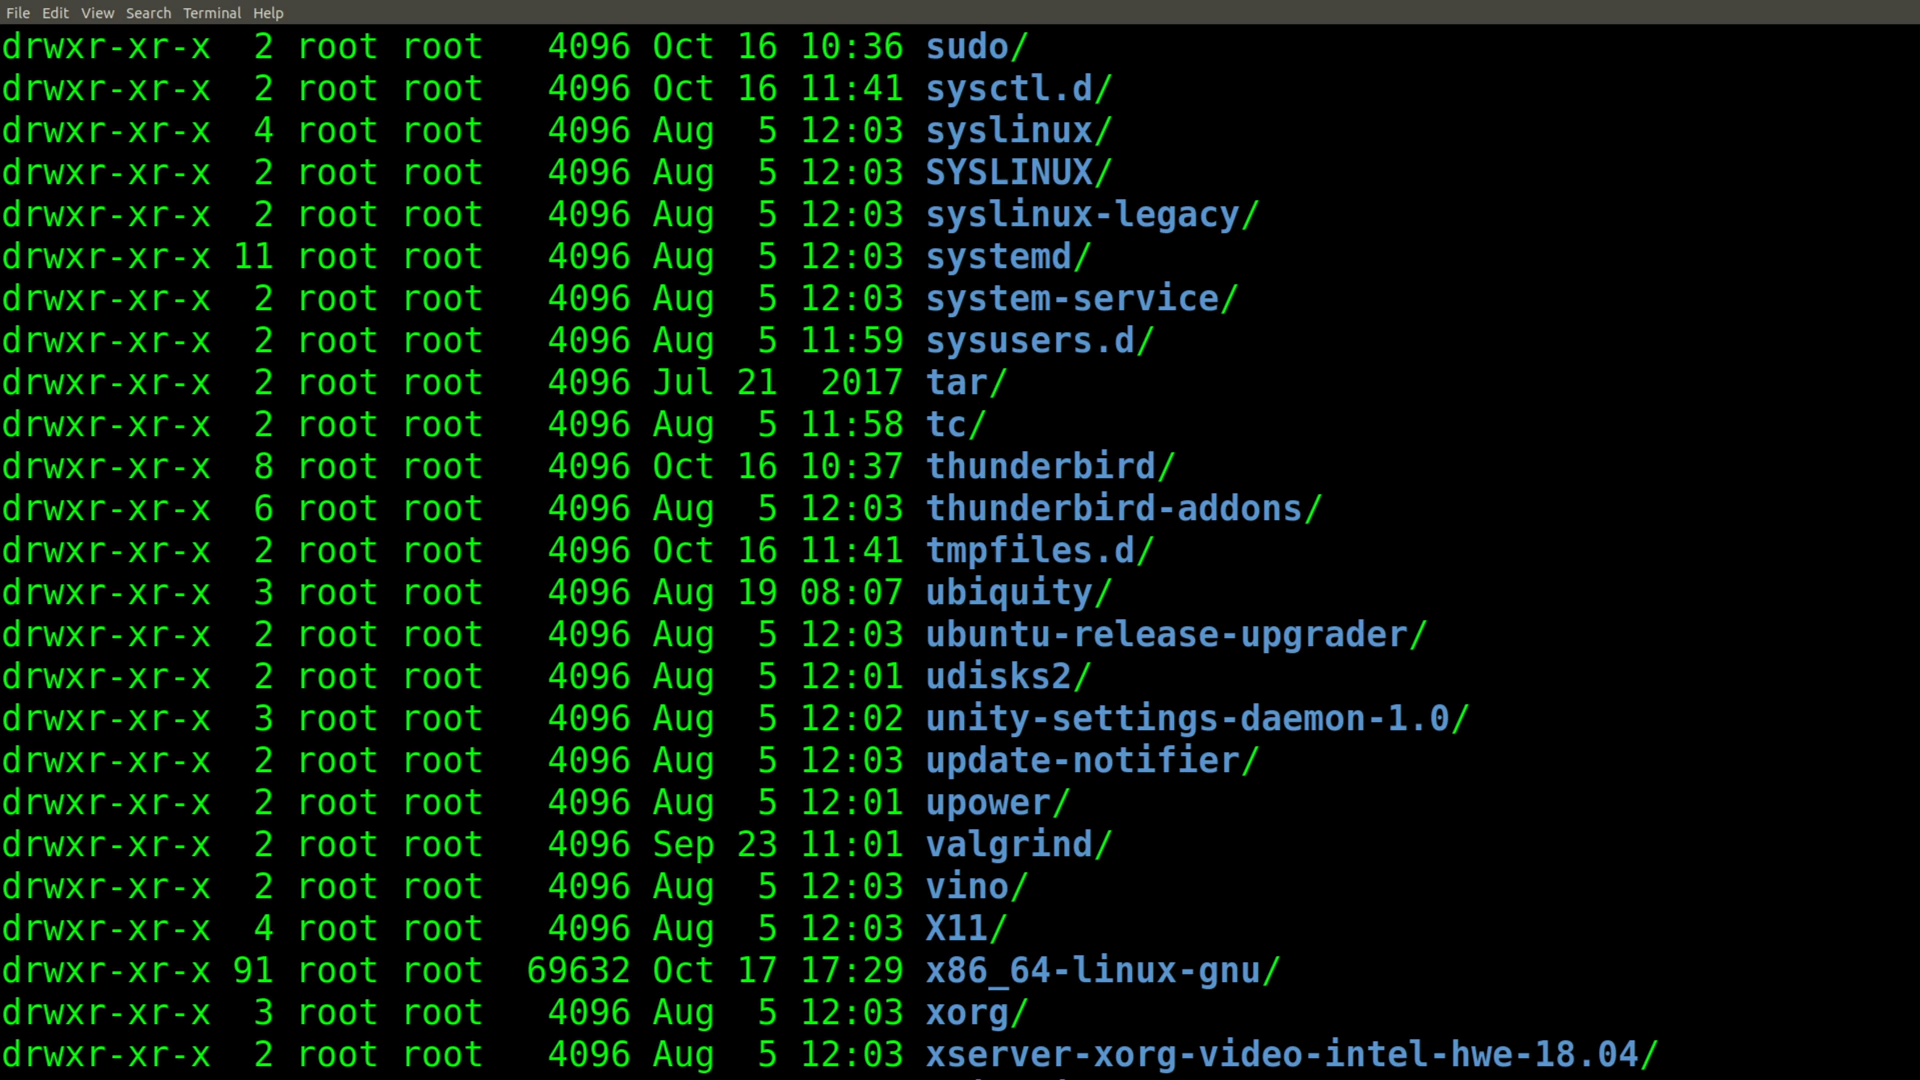 File Edit View Search Terminal Help
drwxr-xr-x  2 root root   4096 Oct 16 10:36 sudo/
drwxr-xr-x  2 root root   4096 Oct 16 11:41 sysctl.d/
drwxr-xr-x  4 root root   4096 Aug  5 12:03 syslinux/
drwxr-xr-x  2 root root   4096 Aug  5 12:03 SYSLINUX/
drwxr-xr-x  2 root root   4096 Aug  5 12:03 syslinux-legacy/
drwxr-xr-x 11 root root   4096 Aug  5 12:03 systemd/
drwxr-xr-x  2 root root   4096 Aug  5 12:03 system-service/
drwxr-xr-x  2 root root   4096 Aug  5 11:59 sysusers.d/
drwxr-xr-x  2 root root   4096 Jul 21  2017 tar/
drwxr-xr-x  2 root root   4096 Aug  5 11:58 tc/
drwxr-xr-x  8 root root   4096 Oct 16 10:37 thunderbird/
drwxr-xr-x  6 root root   4096 Aug  5 12:03 thunderbird-addons/
drwxr-xr-x  2 root root   4096 Oct 16 11:41 tmpfiles.d/
drwxr-xr-x  3 root root   4096 Aug 19 08:07 ubiquity/
drwxr-xr-x  2 root root   4096 Aug  5 12:03 ubuntu-release-upgrader/
drwxr-xr-x  2 root root   4096 Aug  5 12:01 udisks2/
drwxr-xr-x  3 root root   4096 Aug  5 12:02 unity-settings-daemon-1.0/
drwxr-xr-x  2 root root   4096 Aug  5 12:03 update-notifier/
drwxr-xr-x  2 root root   4096 Aug  5 12:01 upower/
drwxr-xr-x  2 root root   4096 Sep 23 11:01 valgrind/
drwxr-xr-x  2 root root   4096 Aug  5 12:03 vino/
drwxr-xr-x  4 root root   4096 Aug  5 12:03 X11/
drwxr-xr-x 91 root root  69632 Oct 17 17:29 x86_64-linux-gnu/
drwxr-xr-x  3 root root   4096 Aug  5 12:03 xorg/
drwxr-xr-x  2 root root   4096 Aug  5 12:03 xserver-xorg-video-intel-hwe-18.04/